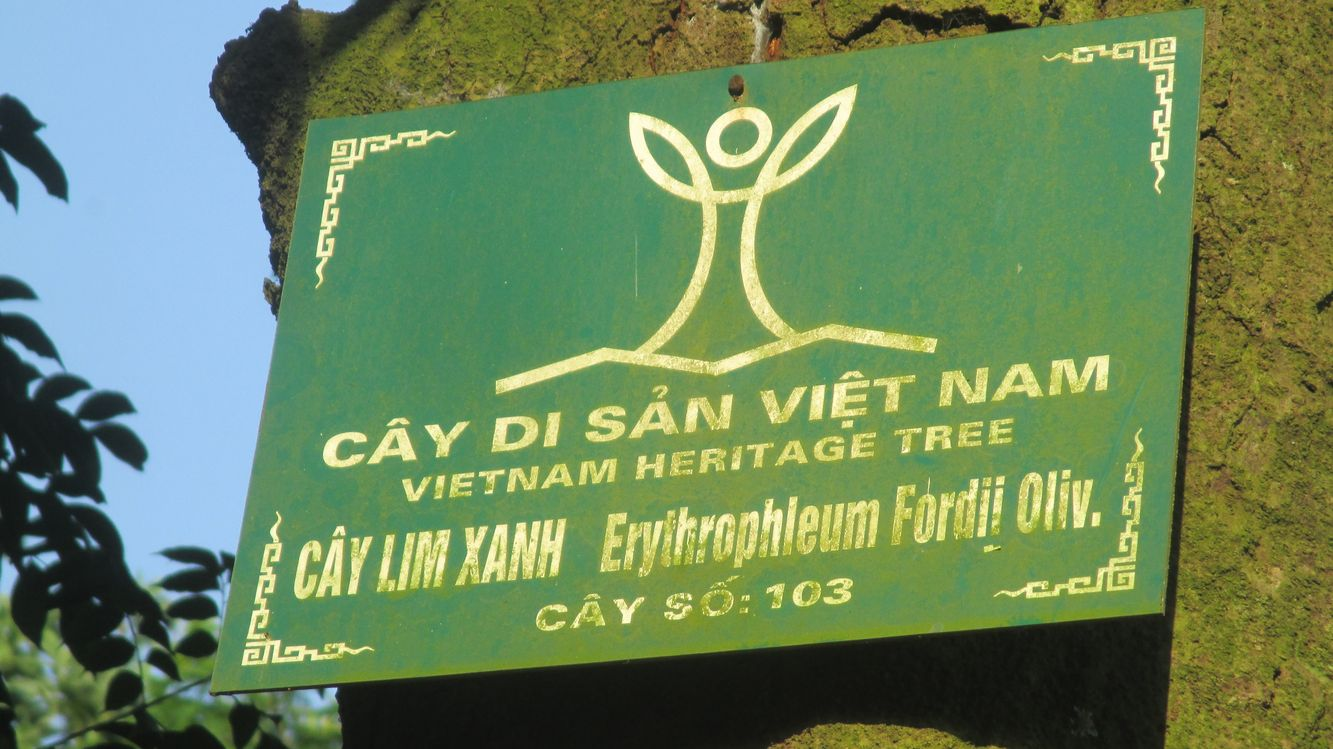 CÂY DI SẢN VIỆT NAM
VIETNAM HERITAGE TREE
CÂY LIM XANH Erythrophleum Fordii Oliv.
CÂY SỐ: 103